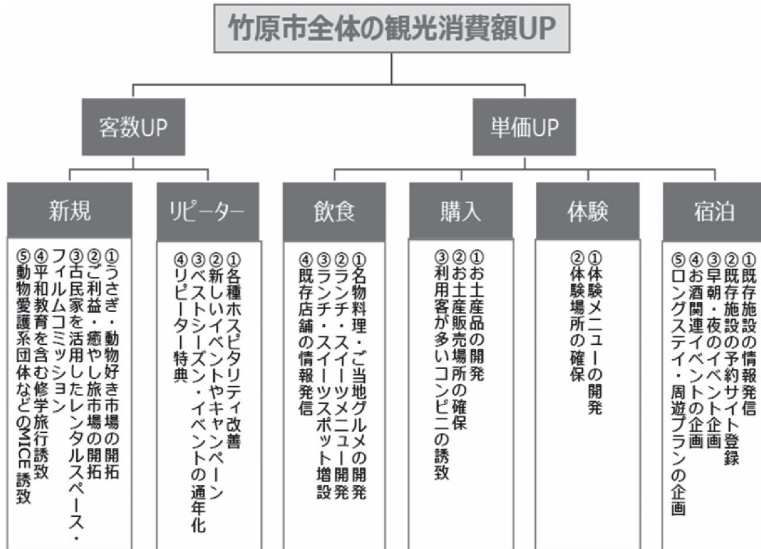 竹原市全体の観光消費額UP
客数UP
単価UP
新規
①うさぎ・動物好き市場の開拓
②ご利益・癒やし旅市場の開拓
③古民家を活用したレンタルスペース・
フィルムコミッション
④平和教育を含む修学旅行誘致
⑤動物愛護系団体などのMICE誘致
リピーター
①各種ホスピタリティ改善
②新しいイベントやキャンペーン
③ベストシーズン・イベントの通年化
④リピーター特典
飲食
①名物料理・ご当地グルメの開発
②ランチ・スイーツメニュー開発
③ランチ・スイーツスポット増設
④既存店舗の情報発信
購入
①お土産品の開発
②お土産販売場所の確保
③利用客が多いコンビニの誘致
体験
①体験メニューの開発
②体験場所の確保
宿泊
①既存施設の情報発信
②既存施設の予約サイト登録
③早朝・夜のイベント企画
④お酒関連イベントの企画
⑤ロングステイ・周遊プランの企画